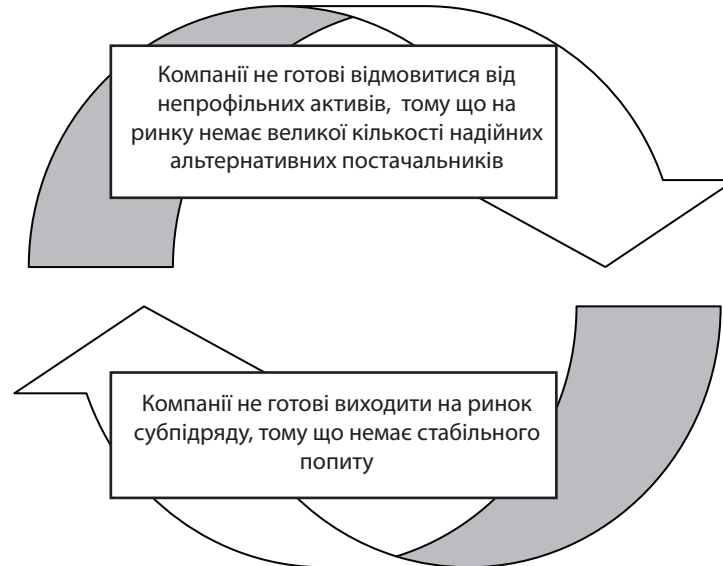 Компанії не готові відмовитися від
непрофільних активів, тому що на
ринку немає великої кількості надійних
альтернативних постачальників
Компанії не готові виходити на ринок
субпідряду, тому що немає стабільного
попиту